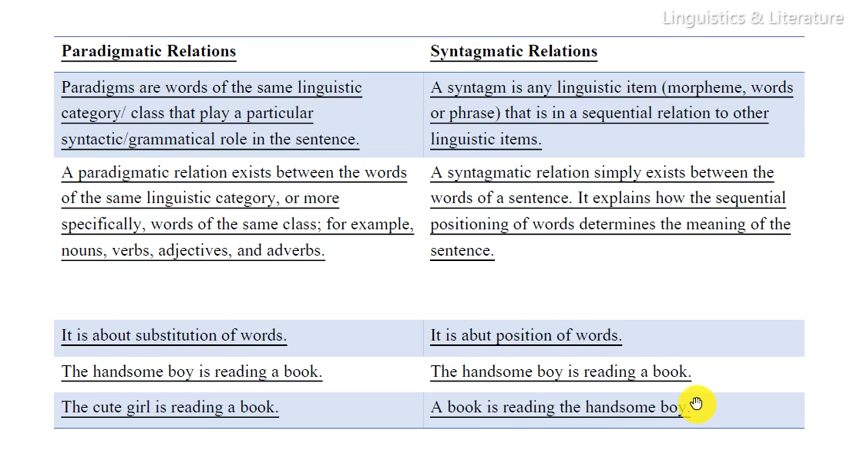 Linguistics & Literature
Paradigmatic Relations
Syntagmatic Relations
Paradigms are words of the same linguistic
category/ class that play a particular
syntactic/grammatical role in the sentence.
A syntagm is any linguistic item (morpheme, words
or phrase) that is in a sequential relation to other
linguistic items.
A paradigmatic relation exists between the words
of the same linguistic category, or more
specifically, words of the same class; for example,
nouns, verbs, adjectives, and adverbs.
A syntagmatic relation simply exists between the
words of a sentence. It explains how the sequential
positioning of words determines the meaning of the
sentence.
It is about substitution of words.
It is abut position of words.
The handsome boy is reading a book.
The handsome boy is reading a book.
The cute girl is reading a book.
A book is reading the handsome boy.